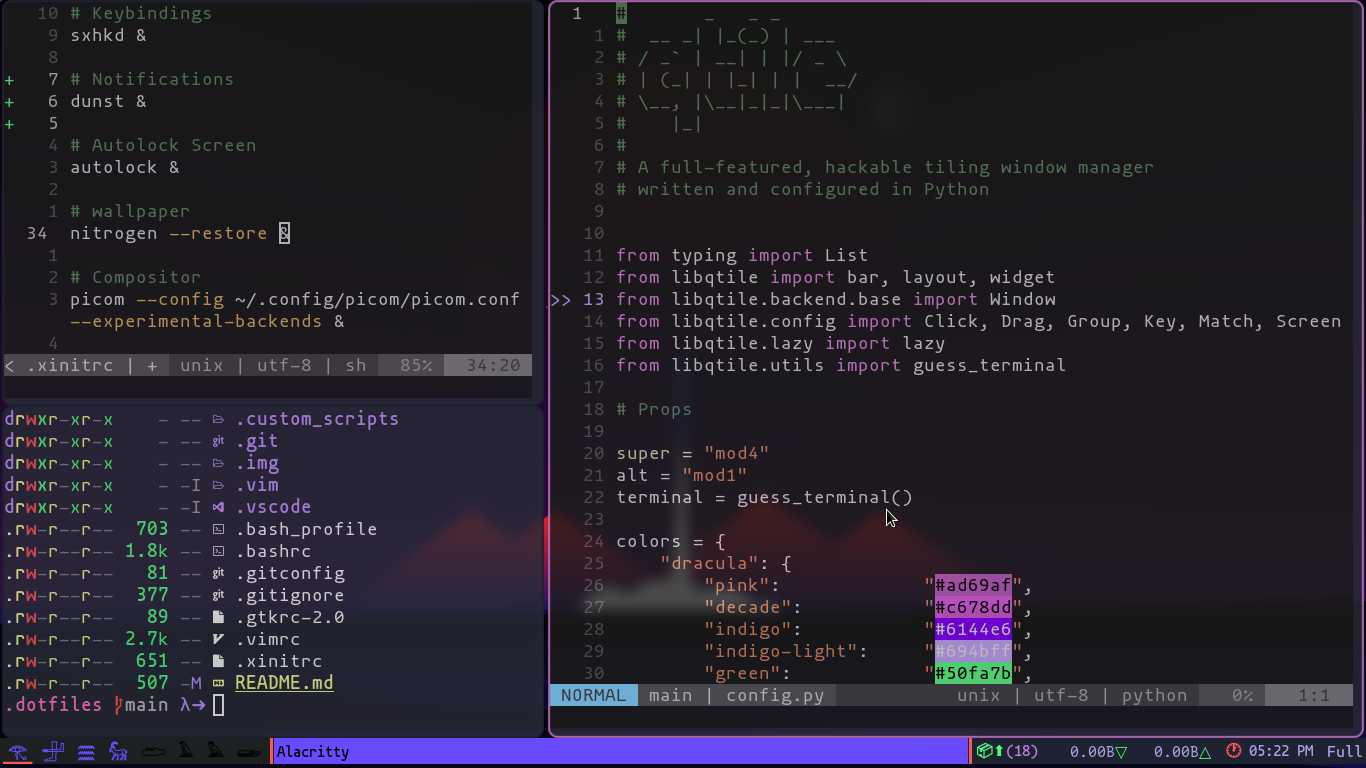 10 # Keybindings
9 sxhkd &
8
+ 7 # Notifications
+ 6 dunst &
+ 5
4 # Autolock Screen
3 autolock &
2
1 # wallpaper
34 nitrogen --restore &
1
2 # Compositor
3 picom --config ~/.config/picom/picom.conf
--experimental-backends &
4
< .xinitrc | + unix | utf-8 | sh 85% 34:20
drwxr-xr-x - -- .custom_scripts
drwxr-xr-x - -- git .git
drwxr-xr-x - -- .img
drwxr-xr-x - -I .vim
drwxr-xr-x - -I .vscode
.rw-r--r-- 703 -- .bash_profile
.rw-r--r-- 1.8k -- .bashrc
.rw-r--r-- 81 -- git .gitconfig
.rw-r--r-- 377 -- git .gitignore
.rw-r--r-- 89 -- .gtkrc-2.0
.rw-r--r-- 2.7k -- .vimrc
.rw-r--r-- 651 -- .xinitrc
.rw-r--r-- 507 -M README.md
.dotfiles main λ→
1 #        _   _ _
1 #   __ _| |_(_) | ___
2 # / _` | __| | |/ _ \
3 # | (_| | |_| | |  __/
4 # \__, |\__|_|_|\___|
5 #     |_|
6 #
7 # A full-featured, hackable tiling window manager
8 # written and configured in Python
9
10
11 from typing import List
12 from libqtile import bar, layout, widget
>> 13 from libqtile.backend.base import Window
14 from libqtile.config import Click, Drag, Group, Key, Match, Screen
15 from libqtile.lazy import lazy
16 from libqtile.utils import guess_terminal
17
18 # Props
19
20 super = "mod4"
21 alt = "mod1"
22 terminal = guess_terminal()
23
24 colors = {
25 "dracula": {
26 "pink": "#ad69af",
27 "decade": "#c678dd",
28 "indigo": "#6144e6",
29 "indigo-light": "#694bff",
30 "green": "#50fa7b",
NORMAL main | config.py unix | utf-8 | python 0% 1:1
Alacritty (18) 0.00B▽ 0.00B△ 05:22 PM Full